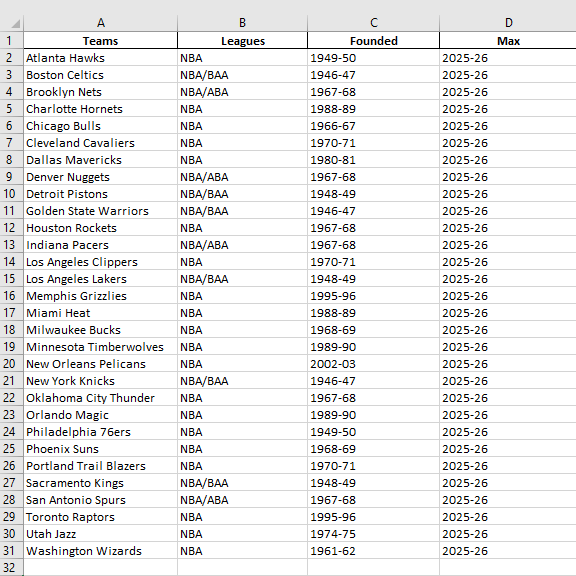 A B C D
1 Teams Leagues Founded Max
2 Atlanta Hawks NBA 1949-50 2025-26
3 Boston Celtics NBA/BAA 1946-47 2025-26
4 Brooklyn Nets NBA/ABA 1967-68 2025-26
5 Charlotte Hornets NBA 1988-89 2025-26
6 Chicago Bulls NBA 1966-67 2025-26
7 Cleveland Cavaliers NBA 1970-71 2025-26
8 Dallas Mavericks NBA 1980-81 2025-26
9 Denver Nuggets NBA/ABA 1967-68 2025-26
10 Detroit Pistons NBA/BAA 1948-49 2025-26
11 Golden State Warriors NBA/BAA 1946-47 2025-26
12 Houston Rockets NBA 1967-68 2025-26
13 Indiana Pacers NBA/ABA 1967-68 2025-26
14 Los Angeles Clippers NBA 1970-71 2025-26
15 Los Angeles Lakers NBA/BAA 1948-49 2025-26
16 Memphis Grizzlies NBA 1995-96 2025-26
17 Miami Heat NBA 1988-89 2025-26
18 Milwaukee Bucks NBA 1968-69 2025-26
19 Minnesota Timberwolves NBA 1989-90 2025-26
20 New Orleans Pelicans NBA 2002-03 2025-26
21 New York Knicks NBA/BAA 1946-47 2025-26
22 Oklahoma City Thunder NBA 1967-68 2025-26
23 Orlando Magic NBA 1989-90 2025-26
24 Philadelphia 76ers NBA 1949-50 2025-26
25 Phoenix Suns NBA 1968-69 2025-26
26 Portland Trail Blazers NBA 1970-71 2025-26
27 Sacramento Kings NBA/BAA 1948-49 2025-26
28 San Antonio Spurs NBA/ABA 1967-68 2025-26
29 Toronto Raptors NBA 1995-96 2025-26
30 Utah Jazz NBA 1974-75 2025-26
31 Washington Wizards NBA 1961-62 2025-26
32